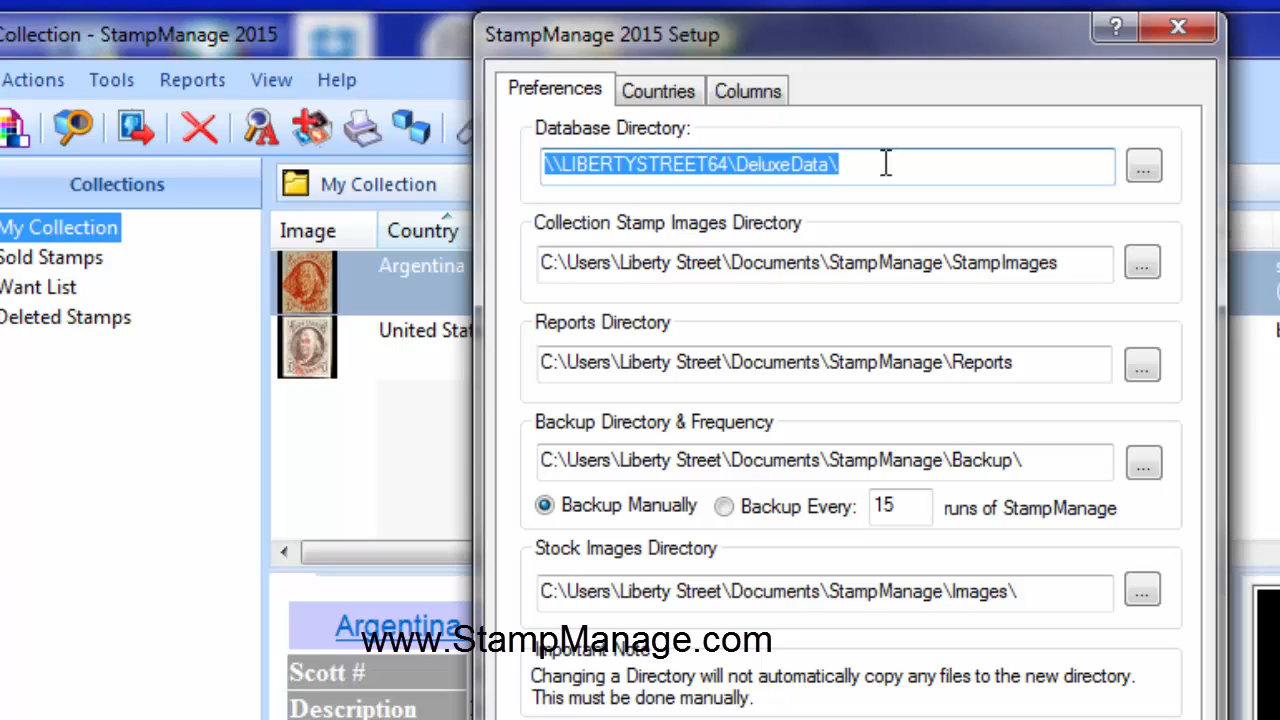 Collection - StampManage 2015
Actions Tools Reports View Help
Collections
My Collection
Sold Stamps
Want List
Deleted Stamps
My Collection
Image Country
Argentina
United Stat
Argentina
Scott #
Description
StampManage 2015 Setup
?
Preferences Countries Columns
Database Directory:
\\LIBERTYSTREET64\DeluxeData\
...
Collection Stamp Images Directory
C:\Users\Liberty Street\Documents\StampManage\StampImages
...
Reports Directory
C:\Users\Liberty Street\Documents\StampManage\Reports
...
Backup Directory & Frequency
C:\Users\Liberty Street\Documents\StampManage\Backup\
...
Backup Manually Backup Every: 15 runs of StampManage
Stock Images Directory
C:\Users\Liberty Street\Documents\StampManage\Images\
...
www.StampManage.com
Important Note
Changing a Directory will not automatically copy any files to the new directory.
This must be done manually.